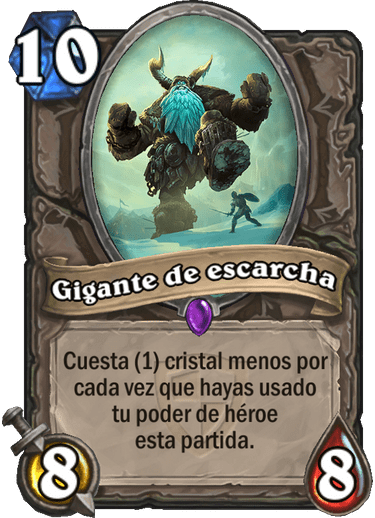 10
Gigante de escarcha
Cuesta (1) cristal menos por
cada vez que hayas usado
tu poder de héroe
esta partida.
8
8